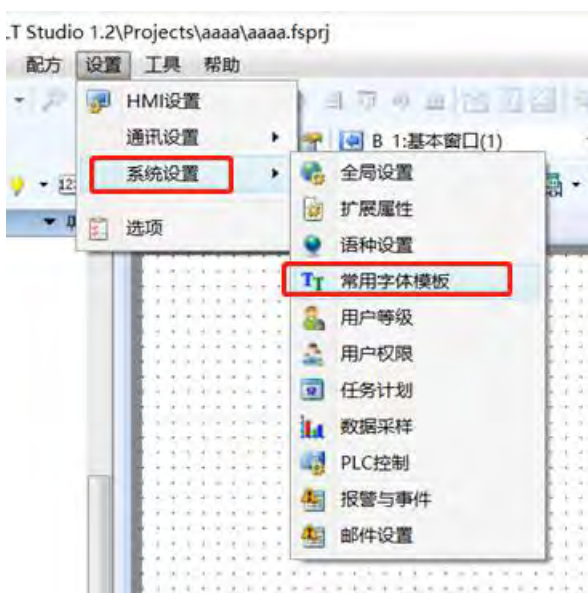 .T Studio 1.2\Projects\aaaa\aaaa.fsprj
配方 设置 工具 帮助
HMI设置
通讯设置
B 1:基本窗口(1)
系统设置
全局设置
扩展属性
选项
语种设置
常用字体模板
用户等级
用户权限
任务计划
数据采样
PLC控制
报警与事件
邮件设置